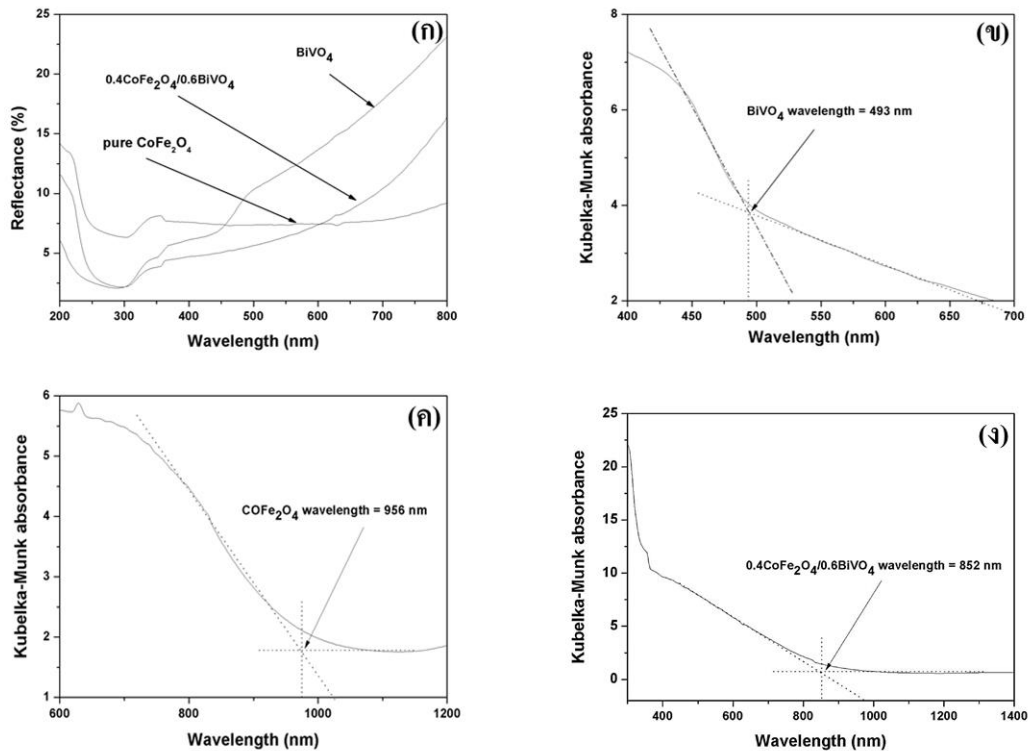 (ก)
25
20
15
10
5
Reflectance (%)
BiVO4
0.4CoFe2O4/0.6BiVO4
pure CoFe2O4
200 300 400 500 600 700 800
Wavelength (nm)
(ข)
8
6
4
2
Kubelka-Munk absorbance
BiVO4 wavelength = 493 nm
400 450 500 550 600 650 700
Wavelength (nm)
(ค)
6
5
4
3
2
1
Kubelka-Munk absorbance
COFe2O4 wavelength = 956 nm
600 800 1000 1200
Wavelength (nm)
(ง)
25
20
15
10
5
0
Kubelka-Munk absorbance
0.4CoFe2O4/0.6BiVO4 wavelength = 852 nm
400 600 800 1000 1200 1400
Wavelength (nm)